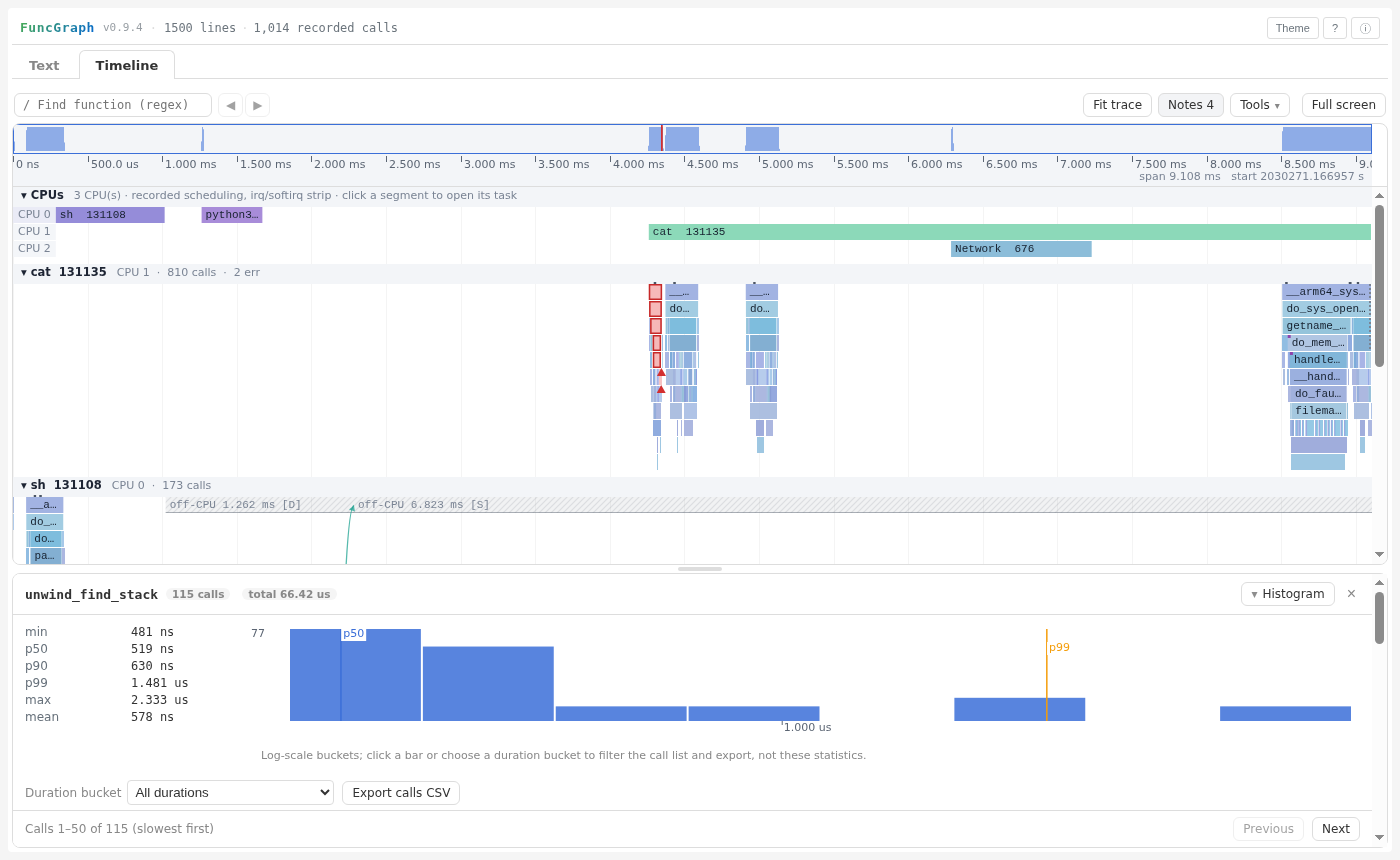 FuncGraph v0.9.4 · 1500 lines · 1,014 recorded calls Theme ? ⓘ
Text Timeline
/ Find function (regex) ◀ ▶ Fit trace Notes 4 Tools ▾ Full screen
0 ns 500.0 us 1.000 ms 1.500 ms 2.000 ms 2.500 ms 3.000 ms 3.500 ms 4.000 ms 4.500 ms 5.000 ms 5.500 ms 6.000 ms 6.500 ms 7.000 ms 7.500 ms 8.000 ms 8.500 ms 9.0
span 9.108 ms start 2030271.166957 s
▾ CPUs 3 CPU(s) · recorded scheduling, irq/softirq strip · click a segment to open its task
CPU 0 sh 131108 python3…
CPU 1 cat 131135
CPU 2 Network 676
▾ cat 131135 CPU 1 · 810 calls · 2 err
__… __… __arm64_sys…
do… do… do_sys_open…
getname_…
do_mem_…
handle…
__hand…
do_fau…
filema…
▾ sh 131108 CPU 0 · 173 calls
__a… off-CPU 1.262 ms [D] off-CPU 6.823 ms [S]
do_…
do…
pa…
unwind_find_stack 115 calls total 66.42 us ▾ Histogram ×
min 481 ns 77 p50
p50 519 ns p99
p90 630 ns
p99 1.481 us
max 2.333 us
mean 578 ns 1.000 us
Log-scale buckets; click a bar or choose a duration bucket to filter the call list and export, not these statistics.
Duration bucket All durations Export calls CSV
Calls 1–50 of 115 (slowest first) Previous Next